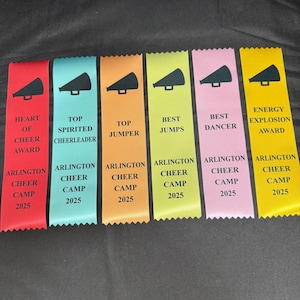 HEART
OF
CHEER
AWARD
ARLINGTON
CHEER
CAMP
2025
TOP
SPIRITED
CHEERLEADER
ARLINGTON
CHEER
CAMP
2025
TOP
JUMPER
ARLINGTON
CHEER
CAMP
2025
BEST
JUMPS
ARLINGTON
CHEER
CAMP
2025
BEST
DANCER
ARLINGTON
CHEER
CAMP
2025
ENERGY
EXPLOSION
AWARD
ARLINGTON
CHEER
CAMP
2025